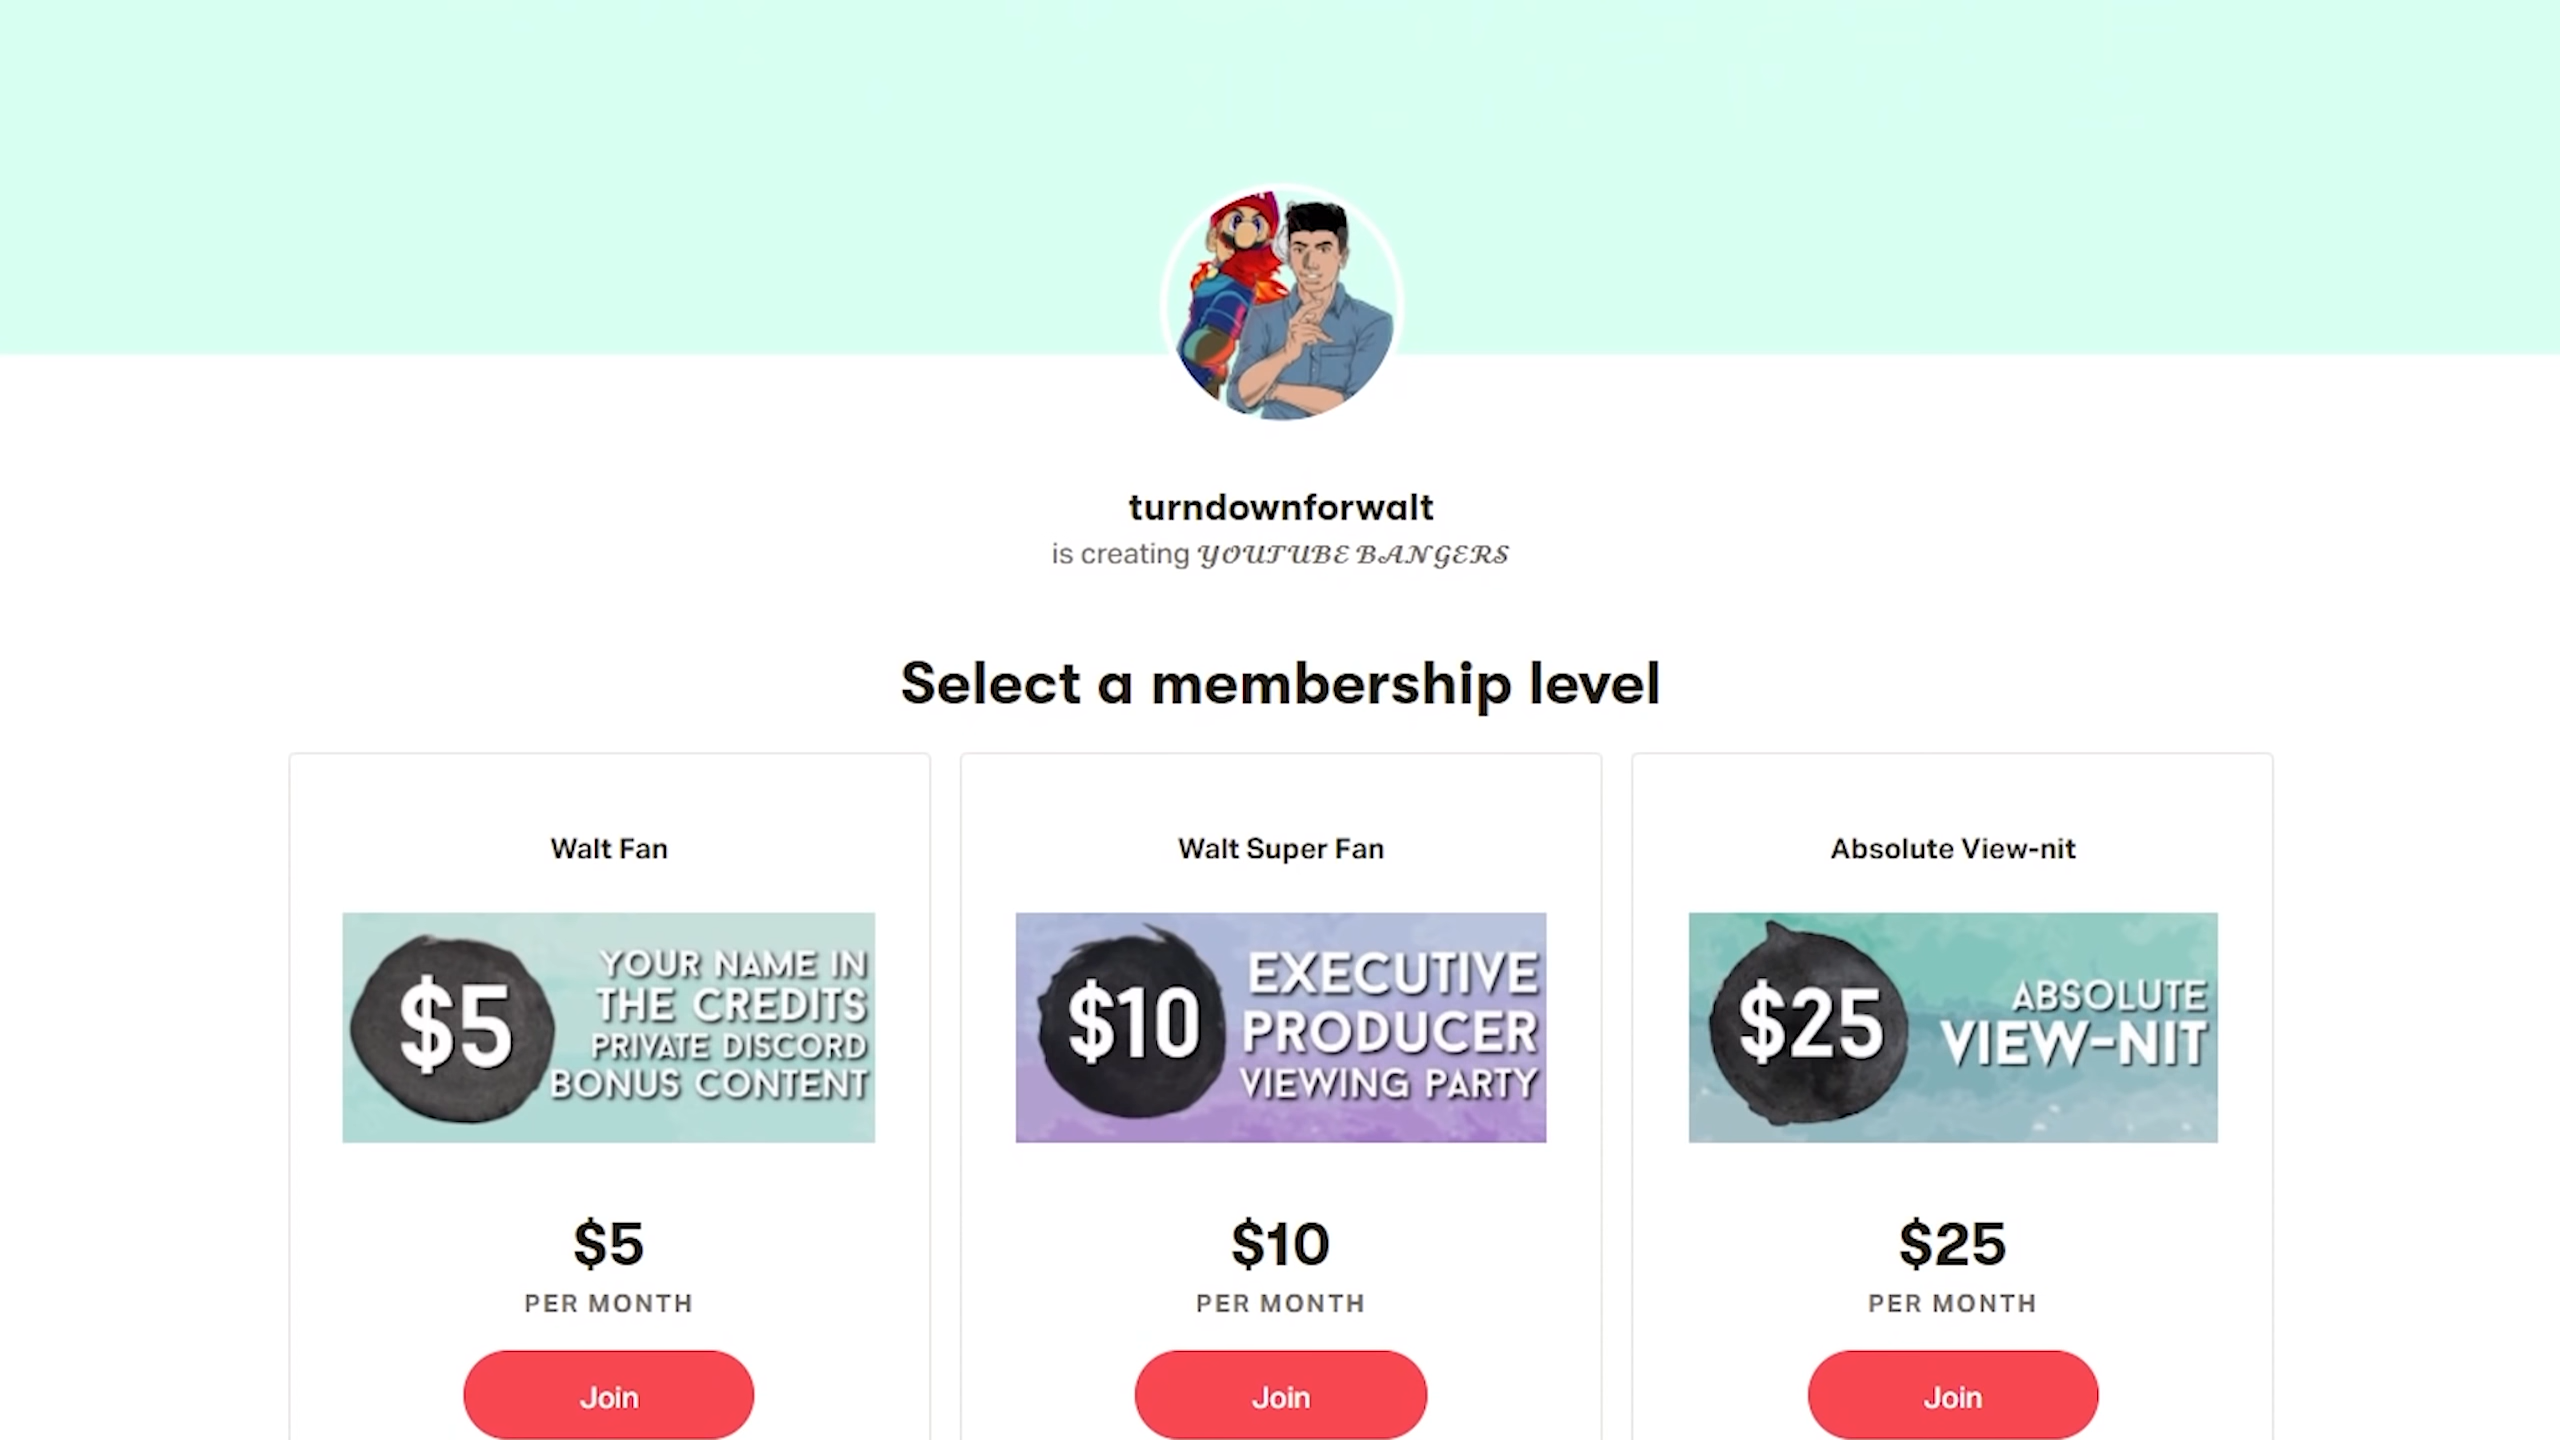 turndownforwalt
is creating 𝓨𝓞𝓤𝓣𝓤𝓑𝓔 𝓑𝓐𝓝𝓖𝓔𝓡𝓢
Select a membership level
Walt Fan
$5
YOUR NAME IN
THE CREDITS
PRIVATE DISCORD
BONUS CONTENT
$5
PER MONTH
Join
Walt Super Fan
$10
EXECUTIVE
PRODUCER
VIEWING PARTY
$10
PER MONTH
Join
Absolute View-nit
$25
ABSOLUTE
VIEW-NIT
$25
PER MONTH
Join